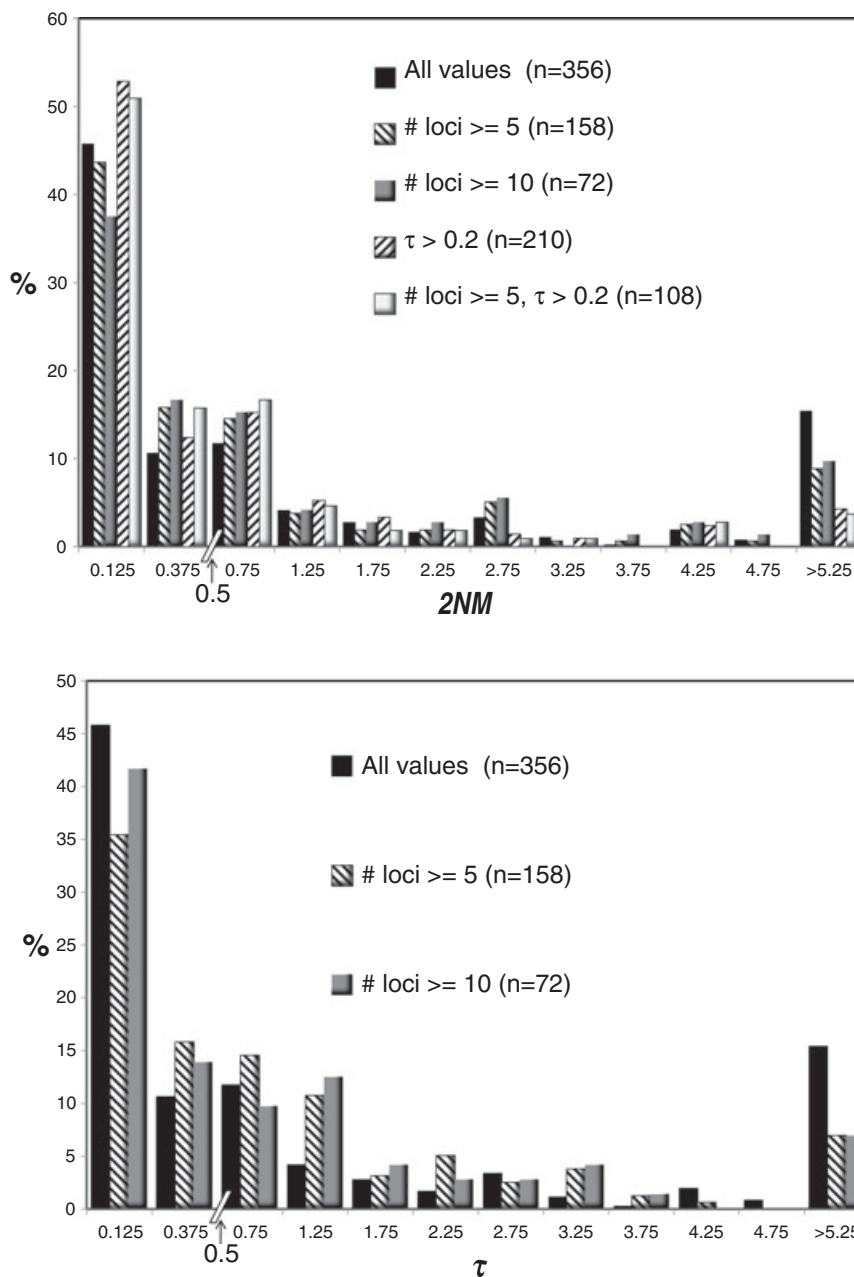 60
50
40
30
20
10
0
%
All values (n=356)
# loci >= 5 (n=158)
# loci >= 10 (n=72)
τ > 0.2 (n=210)
# loci >= 5, τ > 0.2 (n=108)
0.125 0.375 0.75 1.25 1.75 2.25 2.75 3.25 3.75 4.25 4.75 >5.25
0.5
2NM
50
45
40
35
30
25
20
15
10
5
0
%
All values (n=356)
# loci >= 5 (n=158)
# loci >= 10 (n=72)
0.125 0.375 0.75 1.25 1.75 2.25 2.75 3.25 3.75 4.25 4.75 >5.25
0.5
τ